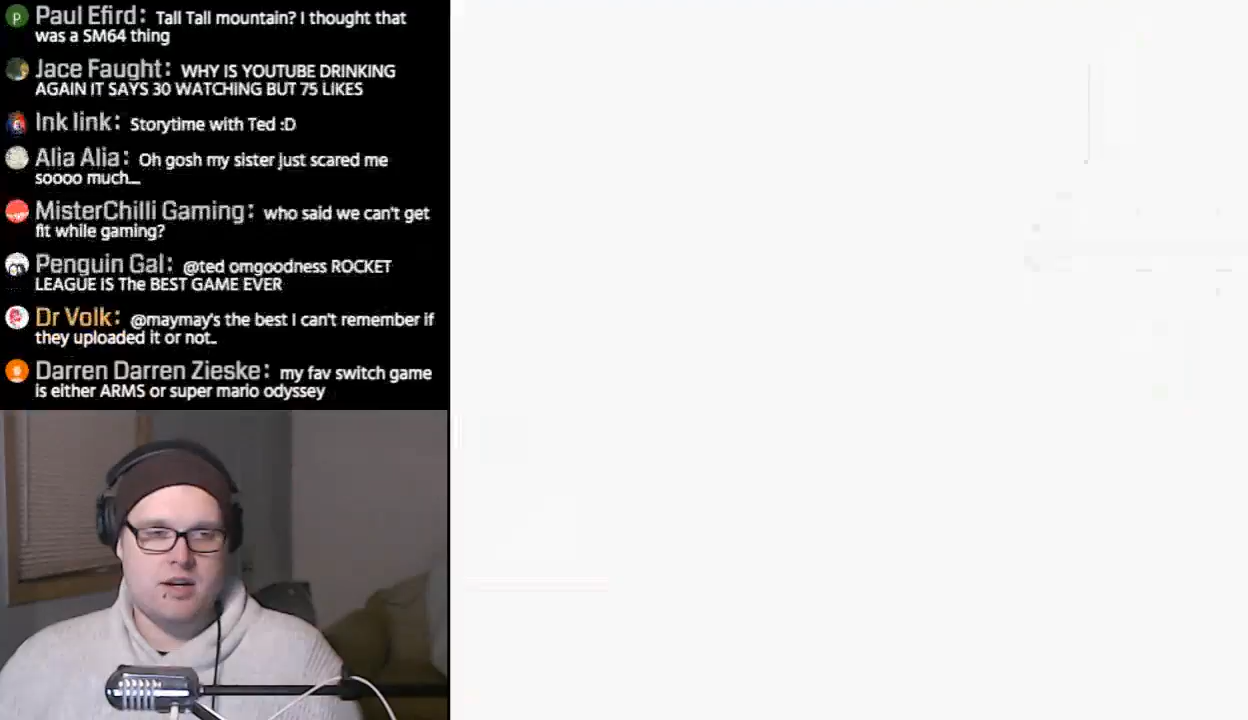 Paul Efird: Tall Tall mountain? I thought that
was a SM64 thing
Jace Faught: WHY IS YOUTUBE DRINKING
AGAIN IT SAYS 30 WATCHING BUT 75 LIKES
Ink link: Storytime with Ted :D
Alia Alia: Oh gosh my sister just scared me
soooo much...
MisterChilli Gaming: who said we can't get
fit while gaming?
Penguin Gal: @ted omgoodness ROCKET
LEAGUE IS The BEST GAME EVER
Dr Volk: @maymay's the best I can't remember if
they uploaded it or not..
Darren Darren Zieske: my fav switch game
is either ARMS or super mario odyssey